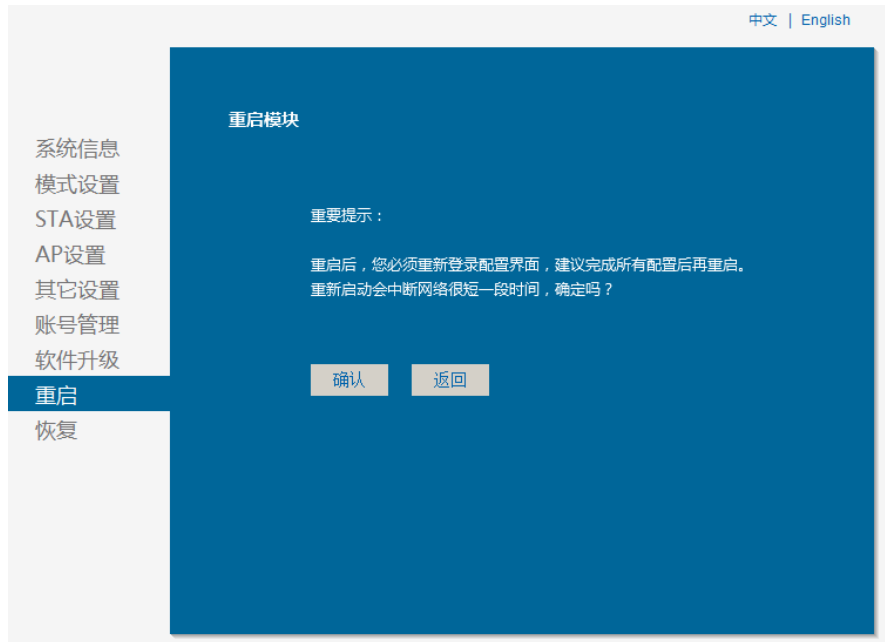 中文 | English
重启模块
系统信息
模式设置
STA设置
AP设置
其它设置
账号管理
软件升级
重启
恢复
重要提示：
重启后，您必须重新登录配置界面，建议完成所有配置后再重启。
重新启动会中断网络很短一段时间，确定吗？
确认 返回